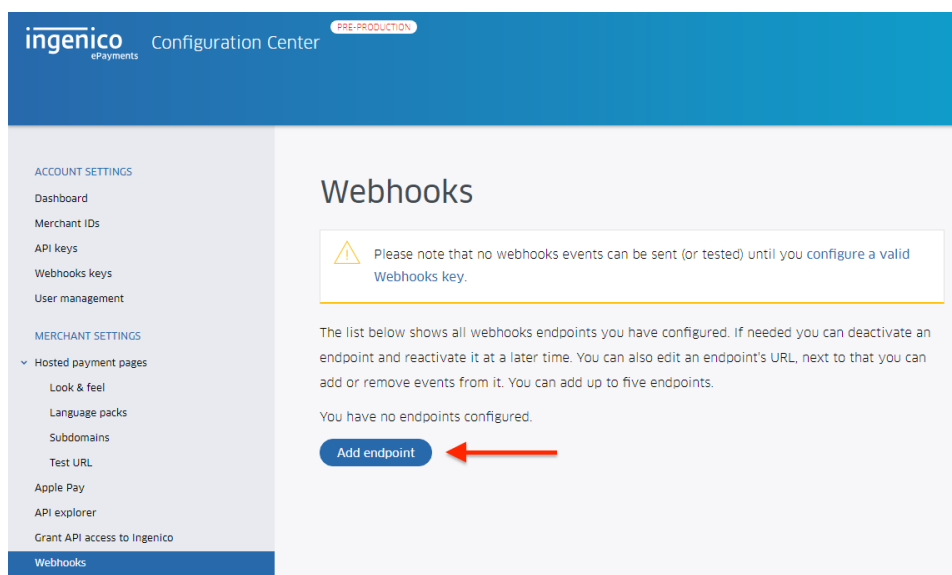 ingenico
ePayments
Configuration Center
PRE-PRODUCTION
ACCOUNT SETTINGS
Dashboard
Merchant IDs
API keys
Webhooks keys
User management
MERCHANT SETTINGS
Hosted payment pages
Look & feel
Language packs
Subdomains
Test URL
Apple Pay
API explorer
Grant API access to Ingenico
Webhooks
Webhooks
Please note that no webhooks events can be sent (or tested) until you configure a valid
Webhooks key.
The list below shows all webhooks endpoints you have configured. If needed you can deactivate an
endpoint and reactivate it at a later time. You can also edit an endpoint's URL, next to that you can
add or remove events from it. You can add up to five endpoints.
You have no endpoints configured.
Add endpoint